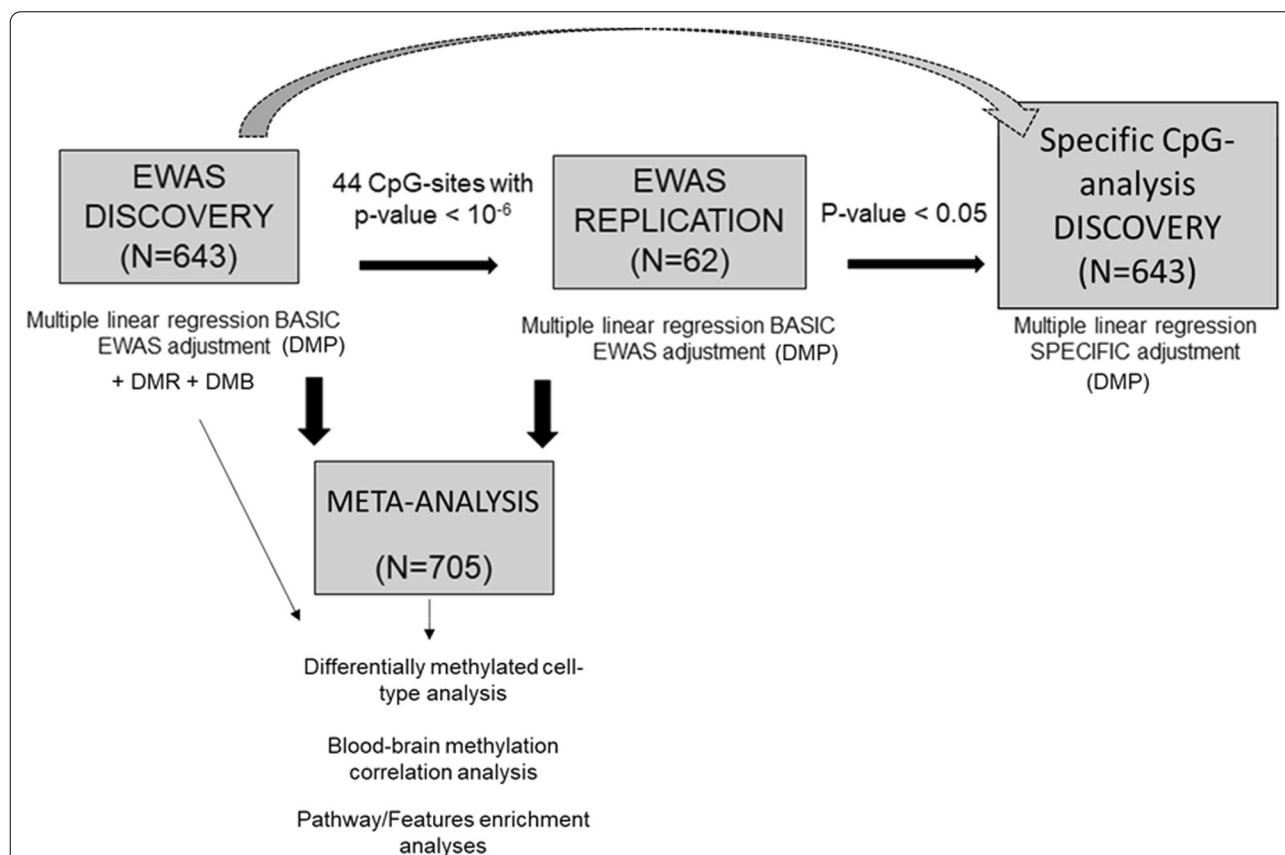 EWAS
DISCOVERY
(N=643)
44 CpG-sites with
p-value < 10⁻⁶
EWAS
REPLICATION
(N=62)
P-value < 0.05
Specific CpG-
analysis
DISCOVERY
(N=643)
Multiple linear regression BASIC
EWAS adjustment (DMP)
+ DMR + DMB
Multiple linear regression BASIC
EWAS adjustment (DMP)
Multiple linear regression
SPECIFIC adjustment
(DMP)
META-ANALYSIS
(N=705)
Differentially methylated cell-
type analysis
Blood-brain methylation
correlation analysis
Pathway/Features enrichment
analyses